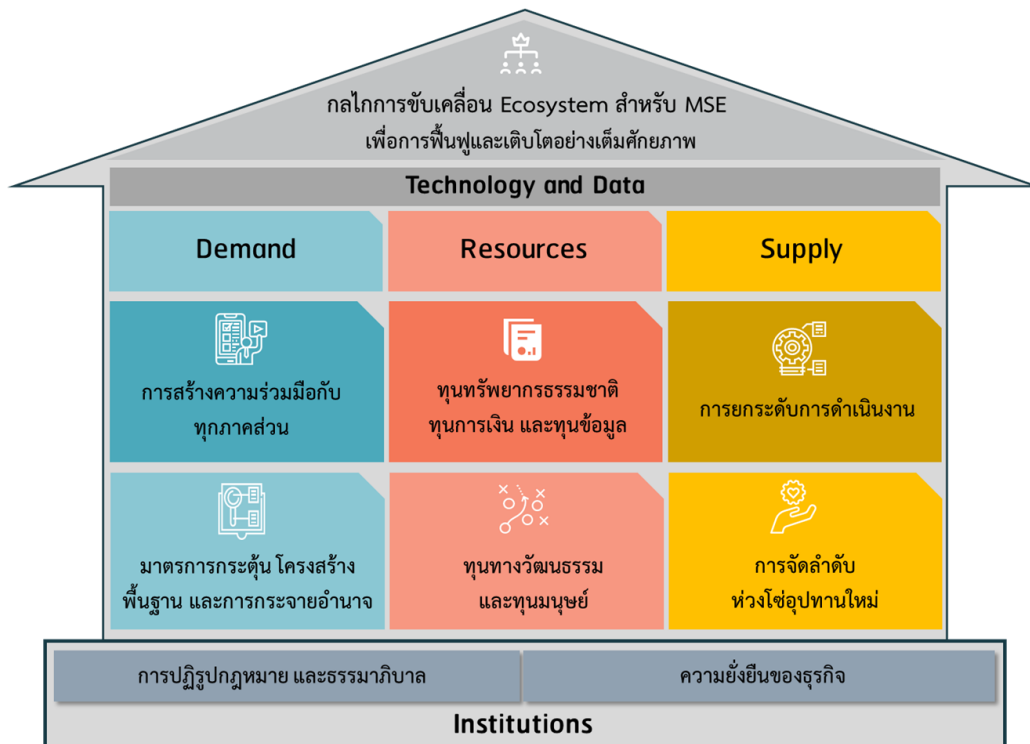 กลไกการขับเคลื่อน Ecosystem สำหรับ MSE
เพื่อการฟื้นฟูและเติบโตอย่างเต็มศักยภาพ
Technology and Data
Demand
Resources
Supply
การสร้างความร่วมมือกับ
ทุกภาคส่วน
ทุนทรัพยากรธรรมชาติ
ทุนการเงิน และทุนข้อมูล
การยกระดับการดำเนินงาน
มาตรการกระตุ้น โครงสร้าง
พื้นฐาน และการกระจายอำนาจ
ทุนทางวัฒนธรรม
และทุนมนุษย์
การจัดลำดับ
ห่วงโซ่อุปทานใหม่
การปฏิรูปกฎหมาย และธรรมาภิบาล
ความยั่งยืนของธุรกิจ
Institutions